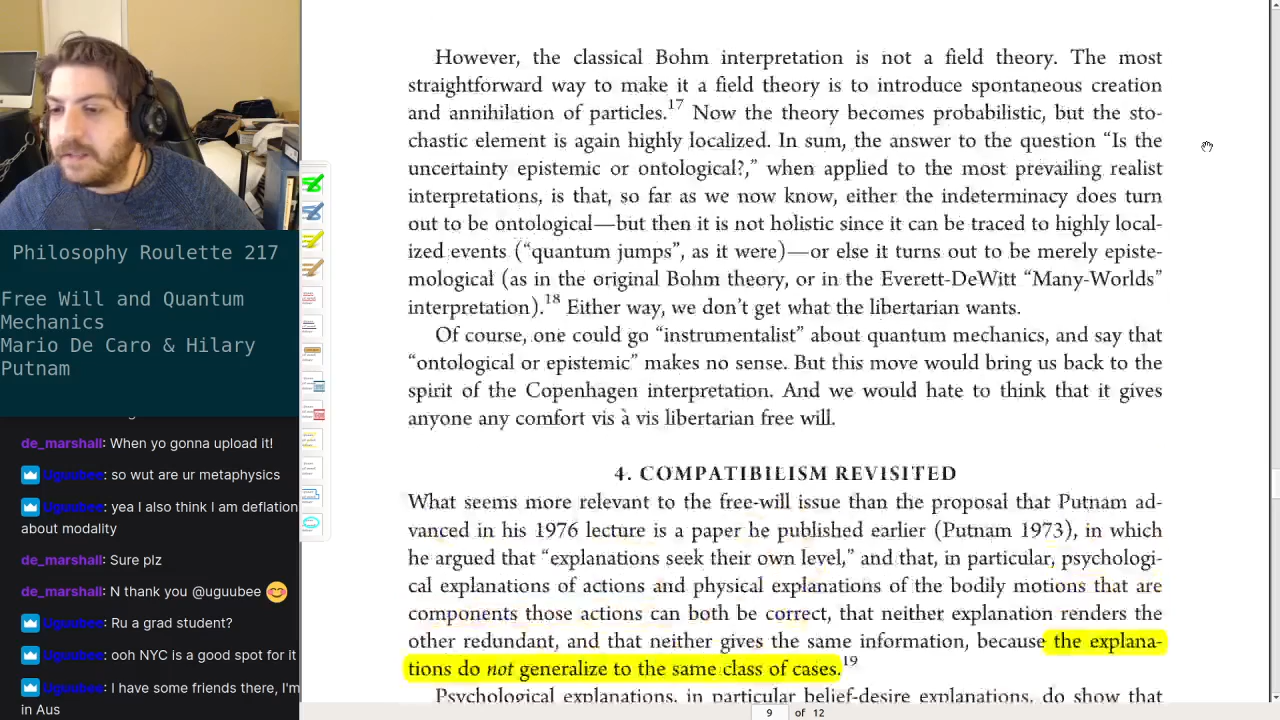 However, the classical Bohm interpretation is not a field theory. The most
straightforward way to make it a field theory is to introduce spontaneous creation
and annihilation of particles.17 Now the theory becomes probabilistic, but the sto-
chastic element is again highly localized. In sum, the answer to the question "Is the
uncertainty epistemic or ontological," when applied to the most prevailing realist
interpretations, is that, so far as we now know, either the indeterminacy does turn
out to be ontological—but then it is not holistic since it can be traced to highly local-
ized events ("quantum jumps", as it were)—or else it turns out to be merely episte-
mological (as in the original Bohm theory, or in the Everett-DeWitt "Many Worlds"
interpretation).18 Either way, we don't get what the libertarian wants.
Of course, one could go "instrumentalist" about quantum mechanics, and say that
"ontological or epistemic" makes no sense. But this move would bring us back to the
spirit of the Copenhagen interpretation. And we would hate to think that it gives
anyone any comfort vis à vis libertarian free will.
4. COMPATIBILISM REVISITED
What seems more relevant to the free-will issue than the proposal that Putnam ad-
vanced in his 1978 lecture is a paper he published earlier (Putnam 1973), in which
he argued that "explanations seek their own level," and that, in particular, psychologi-
cal explanations of actions and physical explanations of the bodily motions that are
components those actions can both be correct, that neither explanation renders the
other redundant, and that neither gives the same information, because the explana-
tions do not generalize to the same class of cases.19
Psychological explanations, in particular belief-desire explanations, do show that
9 of 12
Philosophy Roulette 217
Free Will and Quantum
Mechanics
Mario De Caro & Hilary
Putnam
de_marshall: When yo gonna upload it!
Uguubee: so wut are ur metaphysics
Uguubee: yea I also think I am deflation
about modality
de_marshall: Sure plz
de_marshall: N thank you @uguubee 😊
Uguubee: Ru a grad student?
Uguubee: ooh NYC is a good spot for it
Uguubee: I have some friends there, I'm
in Aus